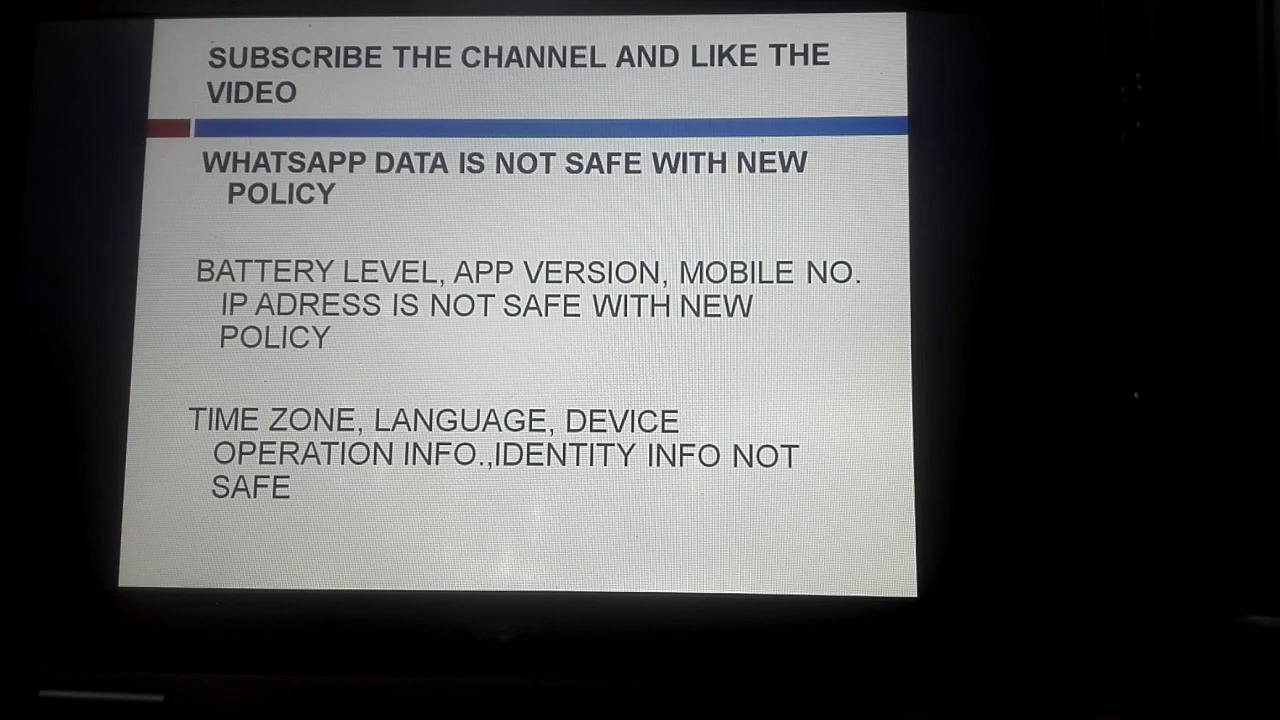 SUBSCRIBE THE CHANNEL AND LIKE THE
VIDEO
WHATSAPP DATA IS NOT SAFE WITH NEW
POLICY
BATTERY LEVEL, APP VERSION, MOBILE NO.
IP ADRESS IS NOT SAFE WITH NEW
POLICY
TIME ZONE, LANGUAGE, DEVICE
OPERATION INFO.,IDENTITY INFO NOT
SAFE